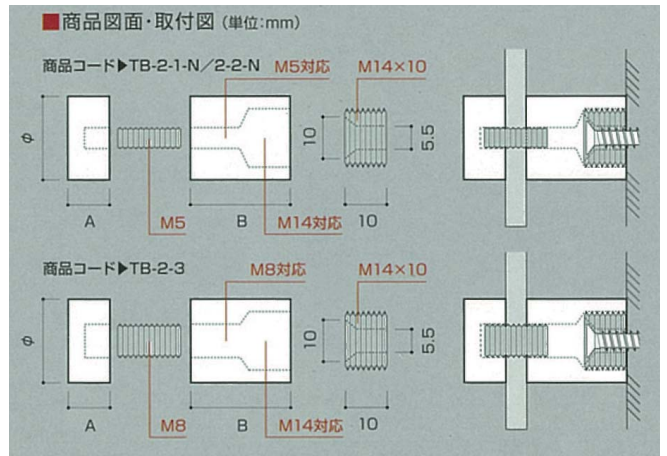 ■商品図面・取付図（単位:mm）
商品コード▶TB-2-1-N／2-2-N
M5対応
M14×10
φ
10
5.5
A
M5
B
M14対応
10
商品コード▶TB-2-3
M8対応
M14×10
φ
10
5.5
A
M8
B
M14対応
10